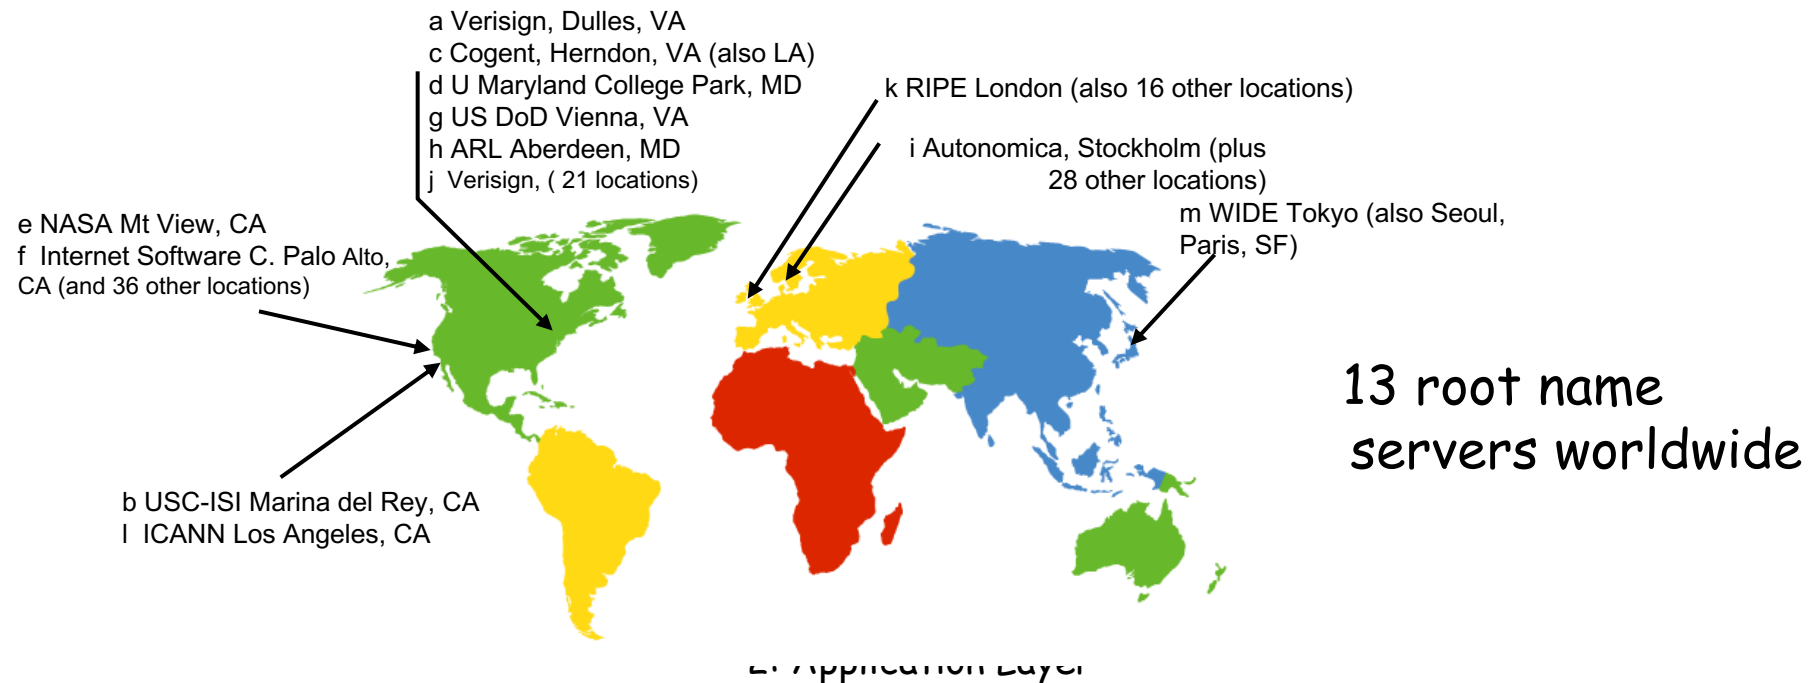 a Verisign, Dulles, VA
c Cogent, Herndon, VA (also LA)
d U Maryland College Park, MD
g US DoD Vienna, VA
h ARL Aberdeen, MD
j Verisign, ( 21 locations)
k RIPE London (also 16 other locations)
i Autonomica, Stockholm (plus
28 other locations)
m WIDE Tokyo (also Seoul,
Paris, SF)
e NASA Mt View, CA
f Internet Software C. Palo Alto,
CA (and 36 other locations)
b USC-ISI Marina del Rey, CA
l ICANN Los Angeles, CA
13 root name
servers worldwide
2: Application Layer